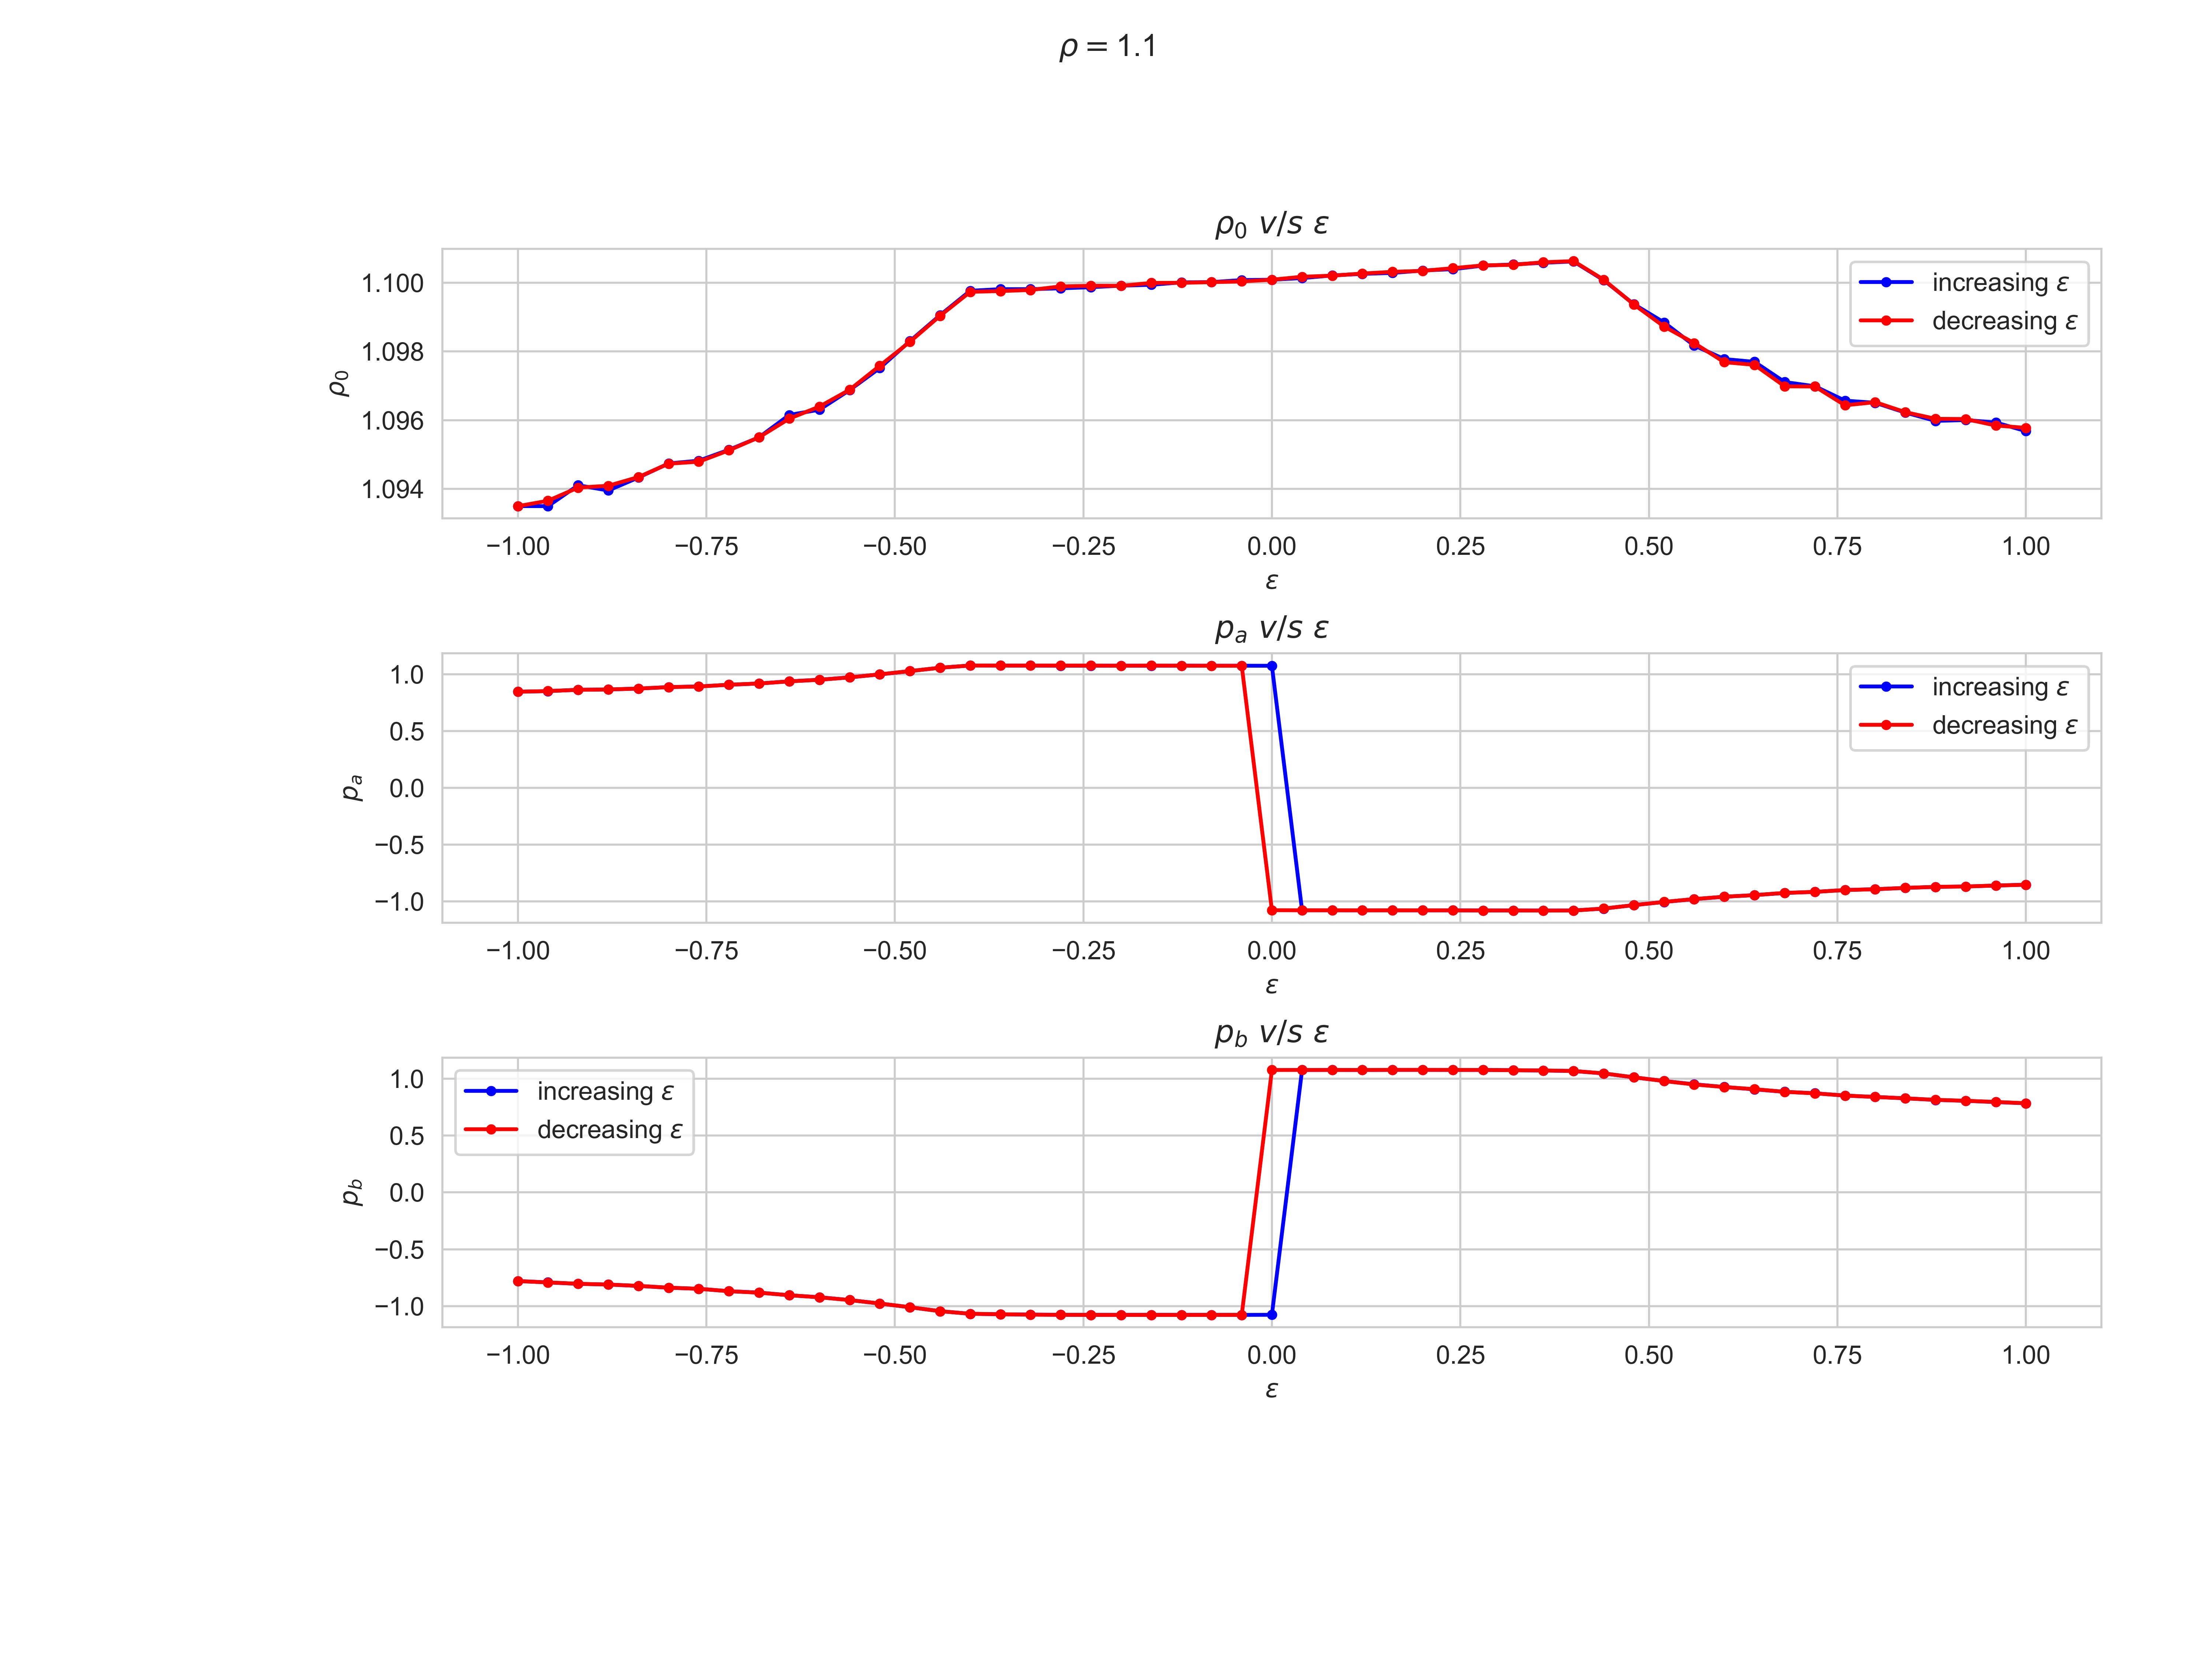 ρ = 1.1
ρ₀ v/s ε
1.100
1.098
1.096
1.094
ρ₀
increasing ε
decreasing ε
−1.00 −0.75 −0.50 −0.25 0.00 0.25 0.50 0.75 1.00
ε
pₐ v/s ε
1.0
0.5
0.0
−0.5
−1.0
pₐ
increasing ε
decreasing ε
−1.00 −0.75 −0.50 −0.25 0.00 0.25 0.50 0.75 1.00
ε
p_b v/s ε
1.0
0.5
0.0
−0.5
−1.0
p_b
increasing ε
decreasing ε
−1.00 −0.75 −0.50 −0.25 0.00 0.25 0.50 0.75 1.00
ε